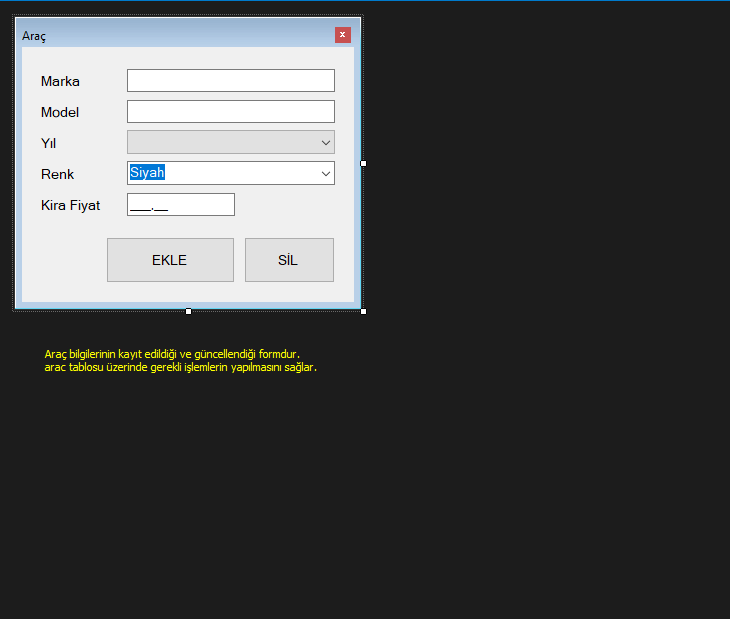 Araç
x
Marka
Model
Yıl
Renk Siyah
Kira Fiyat ___.__
EKLE SİL
Araç bilgilerinin kayıt edildiği ve güncellendiği formdur.
arac tablosu üzerinde gerekli işlemlerin yapılmasını sağlar.